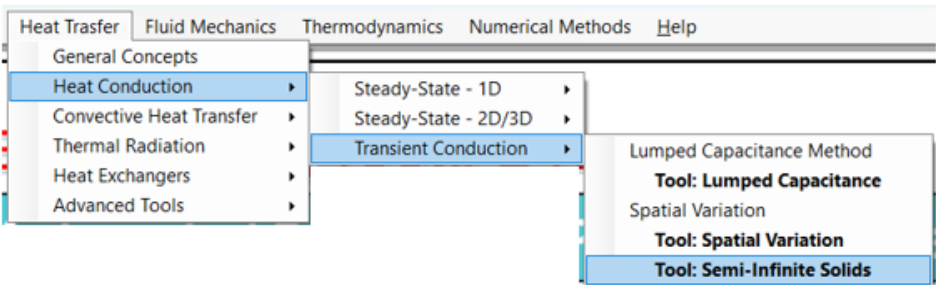 Heat Trasfer Fluid Mechanics Thermodynamics Numerical Methods Help
General Concepts
Heat Conduction
Convective Heat Transfer
Thermal Radiation
Heat Exchangers
Advanced Tools
Steady-State - 1D
Steady-State - 2D/3D
Transient Conduction
Lumped Capacitance Method
Tool: Lumped Capacitance
Spatial Variation
Tool: Spatial Variation
Tool: Semi-Infinite Solids